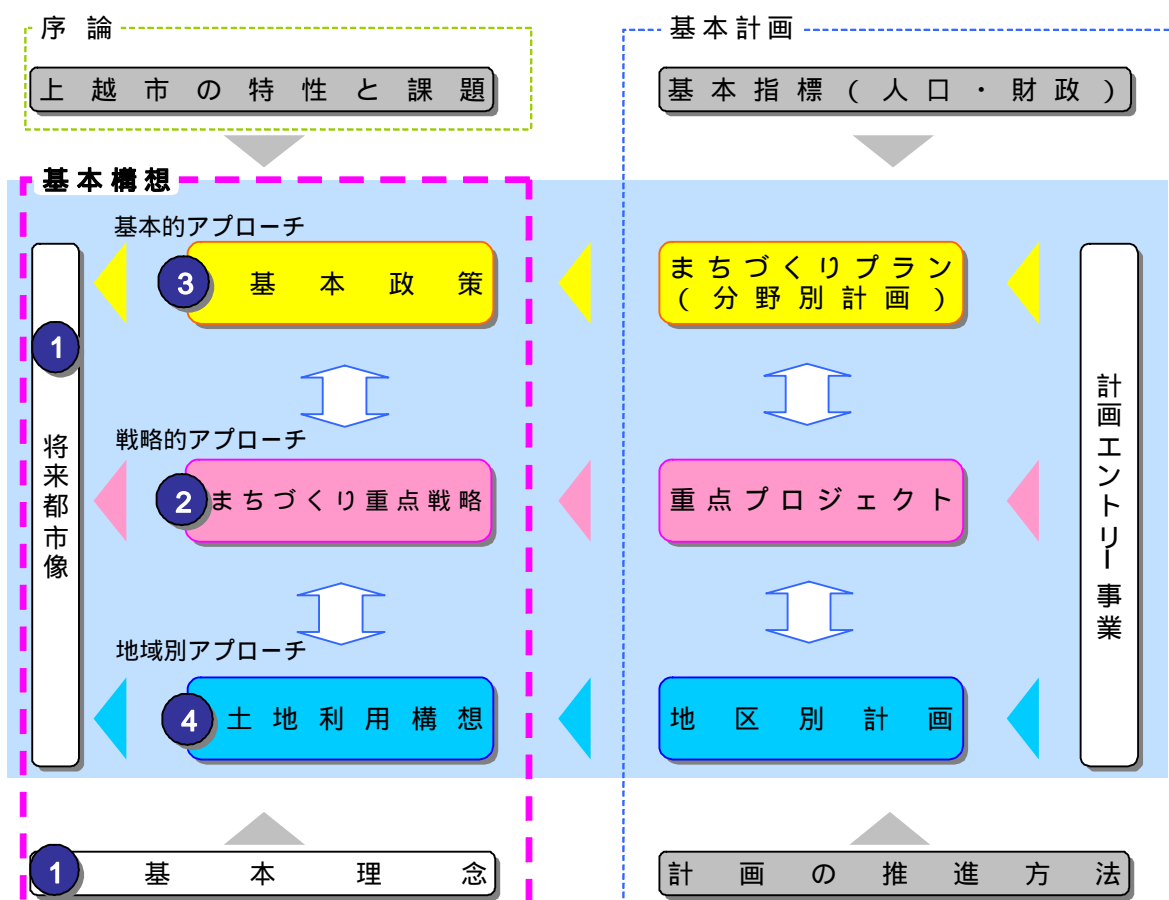 序論
基本計画
上越市の特性と課題
基本指標(人口・財政)
基本構想
基本的アプローチ
3
基本政策
まちづくりプラン
(分野別計画)
1
将来都市像
計画エントリー事業
戦略的アプローチ
2
まちづくり重点戦略
重点プロジェクト
地域別アプローチ
4
土地利用構想
地区別計画
1
基本理念
計画の推進方法